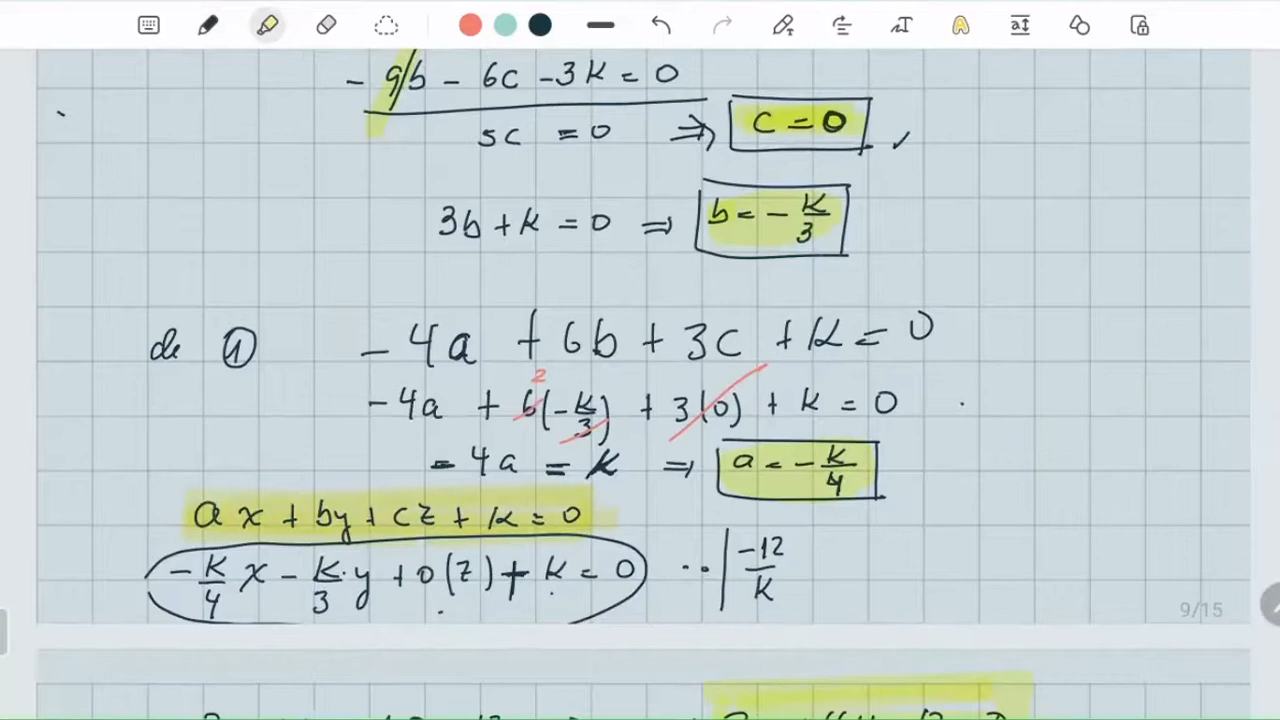 - 9b - 6c - 3k = 0
5c = 0 ⇒ c = 0 ✓
3b + k = 0 ⇒ b = - k/3
de ① - 4a + 6b + 3c + k = 0
2
- 4a + 6(- k/3) + 3(0) + k = 0
- 4a = k ⇒ a = - k/4
ax + by + cz + k = 0
- k/4 x - k/3 · y + 0(z) + k = 0 ·· | -12/k
9/15